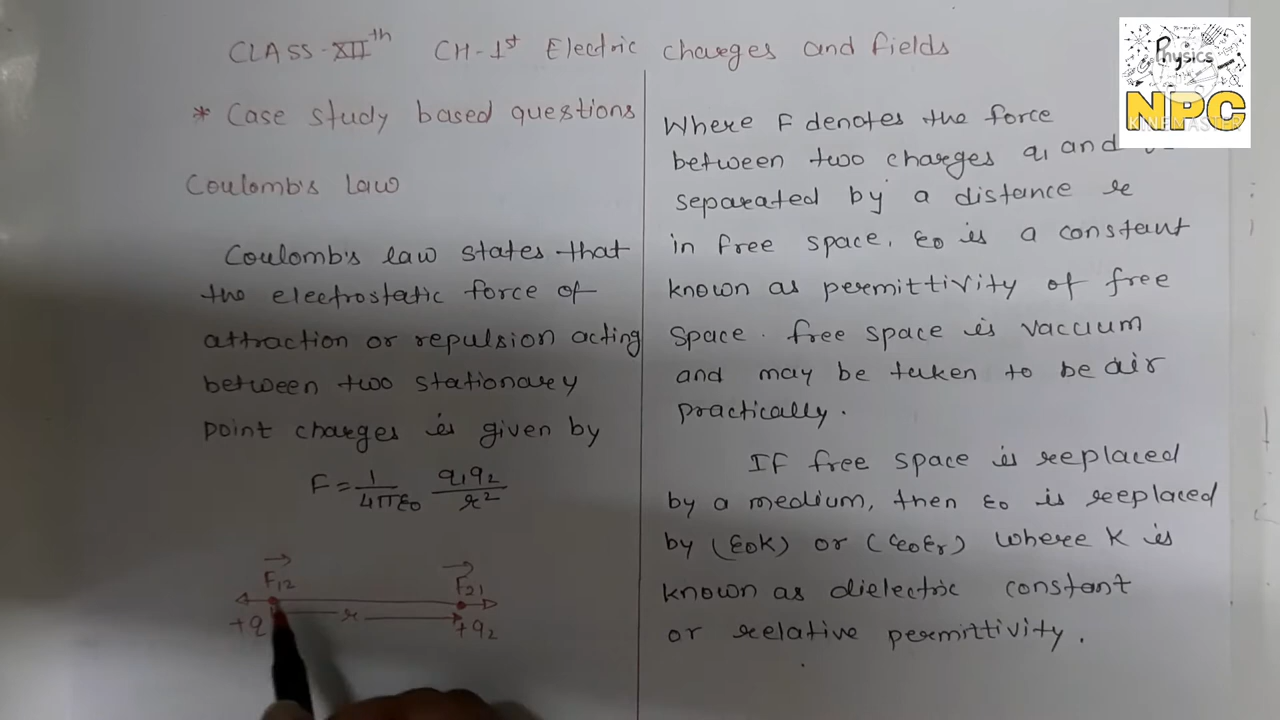 CLASS-XIIth CH-1st Electric charges and fields
* Case study based questions
Coulomb's law
Coulomb's law states that
the electrostatic force of
attraction or repulsion acting
between two stationary
point charges is given by
F = 1/4πε0 q1q2/r2
F12 F21
r
+q +q2
Where F denotes the force
between two charges q1 and
separated by a distance r
in free space, ε0 is a constant
known as permittivity of free
space. free space is vaccium
and may be taken to be air
practically.
If free space is replaced
by a medium, then ε0 is reeplaced
by (ε0K) or (ε0εr) where K is
known as dielectric constant
or relative permittivity.
Physics
NPC